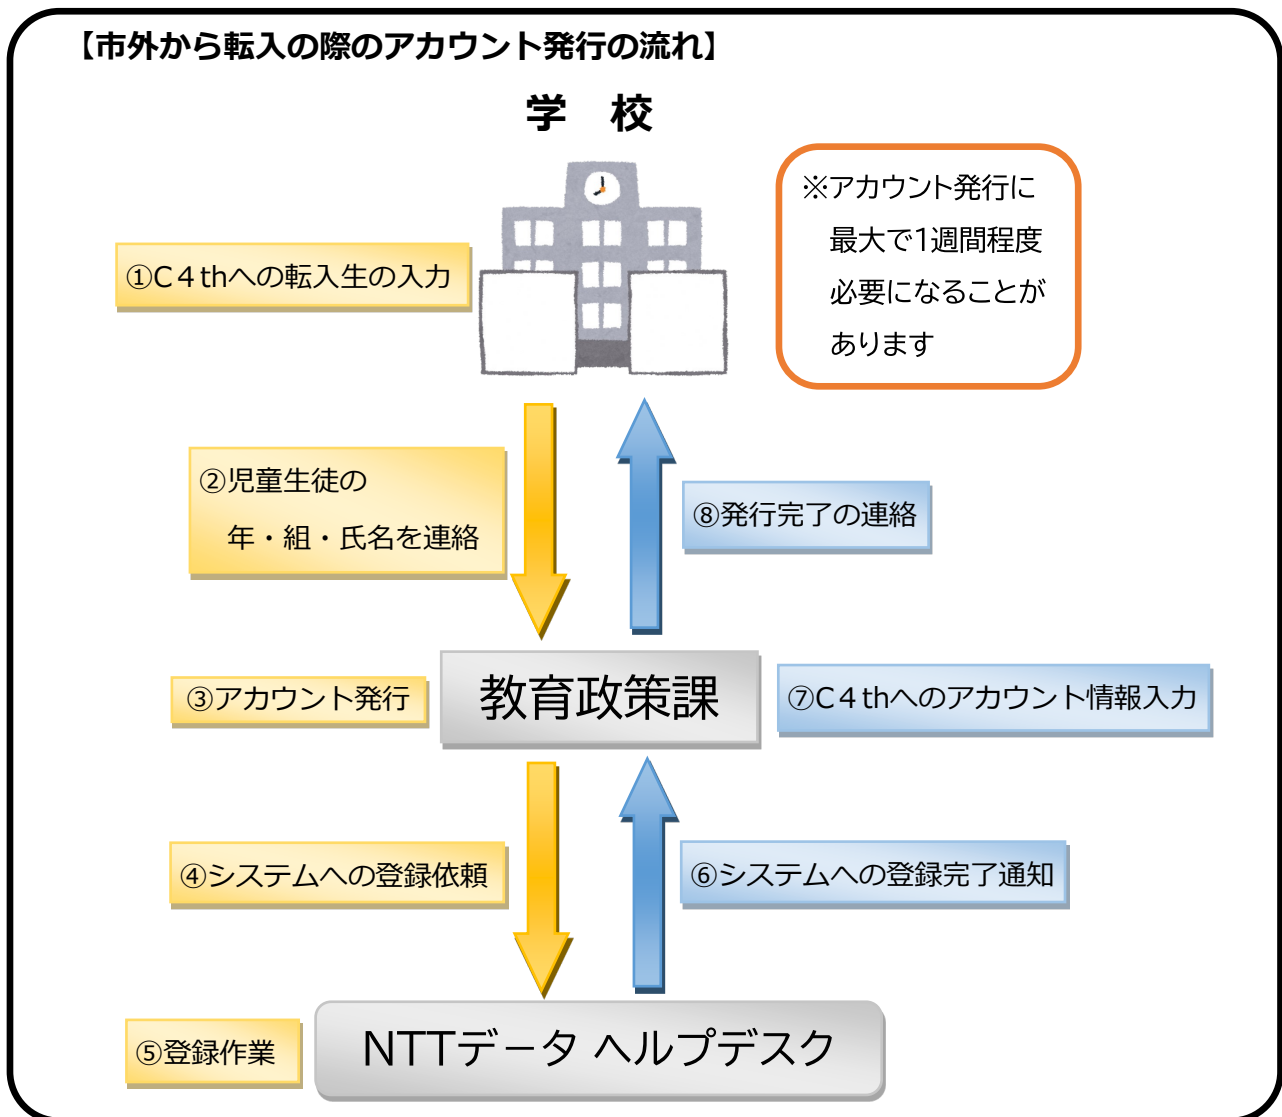 【市外から転入の際のアカウント発行の流れ】
学　校
※アカウント発行に
最大で1週間程度
必要になることが
あります
①C４thへの転入生の入力
②児童生徒の
年・組・氏名を連絡
⑧発行完了の連絡
③アカウント発行
教育政策課
⑦C４thへのアカウント情報入力
④システムへの登録依頼
⑥システムへの登録完了通知
⑤登録作業
NTTデータ ヘルプデスク